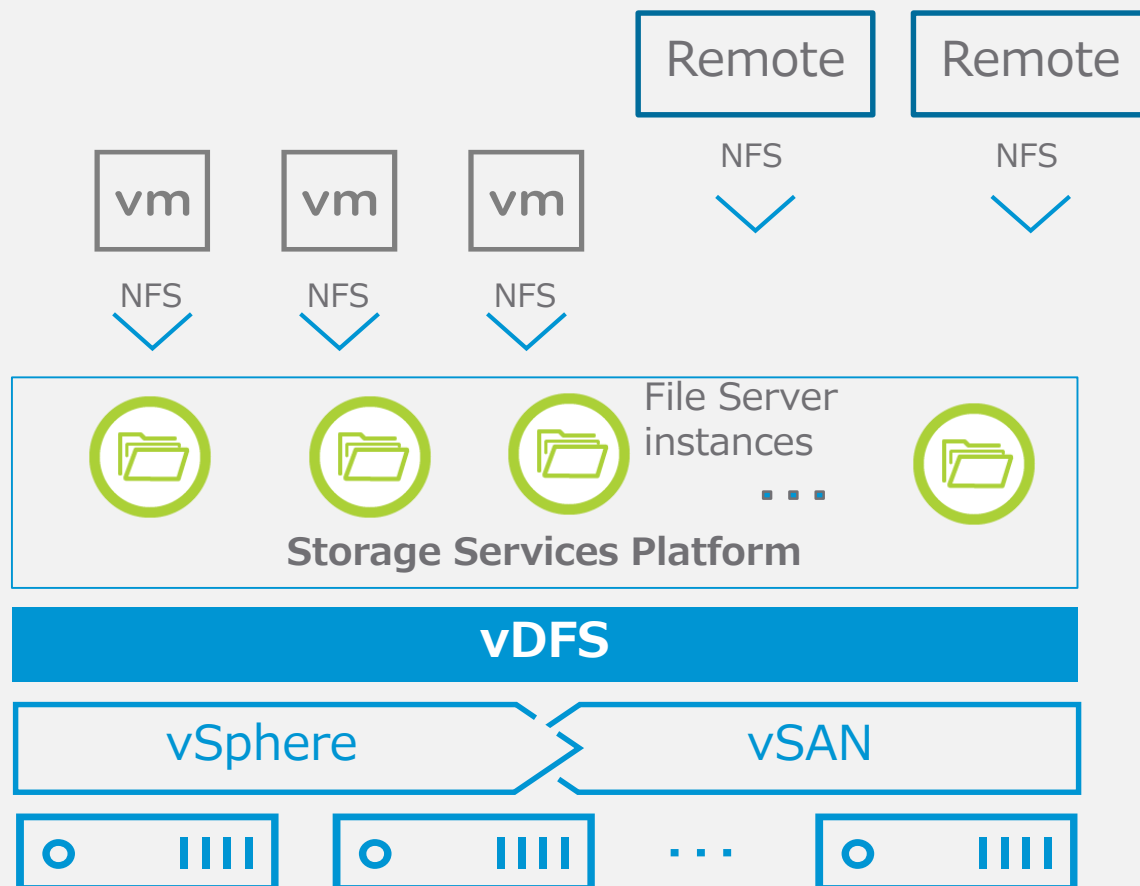 Remote
Remote
NFS
NFS
vm
vm
vm
NFS
NFS
NFS
File Server
instances
...
Storage Services Platform
vDFS
vSphere
vSAN
...